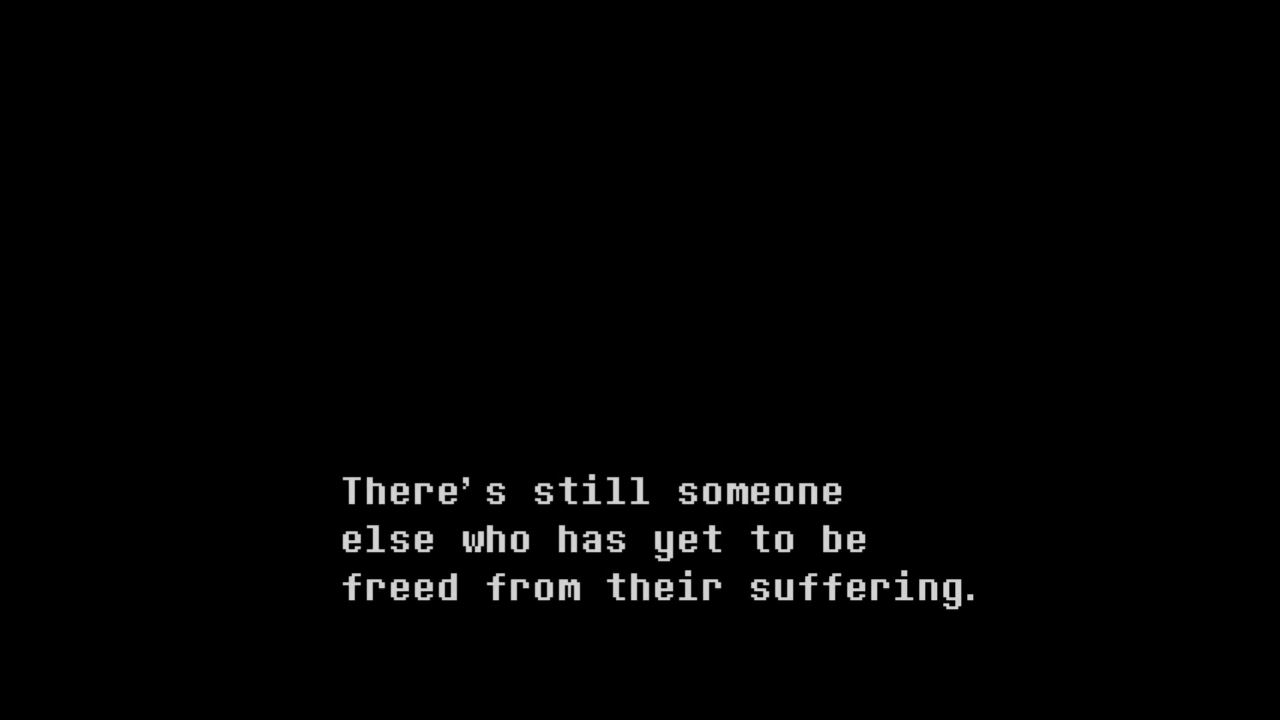 There's still someone
else who has yet to be
freed from their suffering.